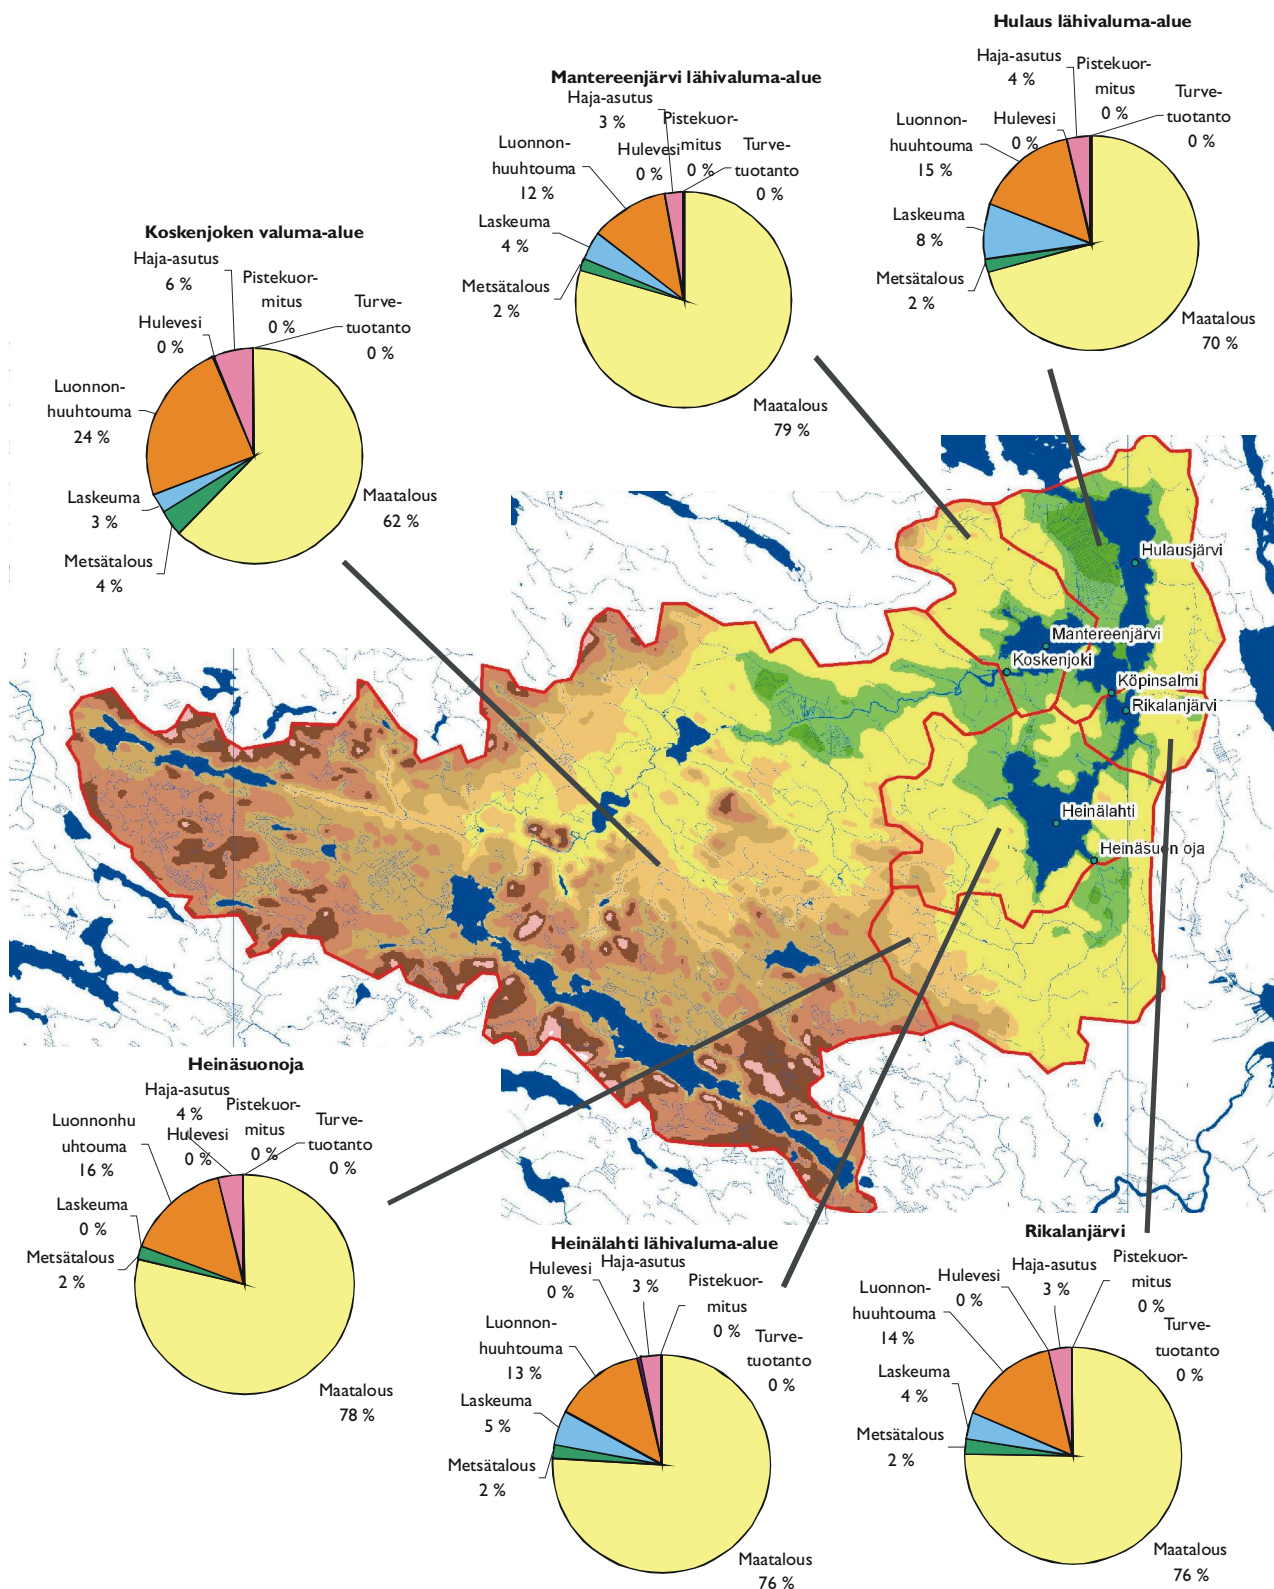 Hulaus lähivaluma-alue
Haja-asutus
4 %
Pistekuor-
mitus
0 %
Turve-
tuotanto
0 %
Hulevesi
0 %
Luonnon-
huuhtouma
15 %
Laskeuma
8 %
Metsätalous
2 %
Maatalous
70 %
Mantereenjärvi lähivaluma-alue
Haja-asutus
3 %
Pistekuor-
mitus
0 %
Turve-
tuotanto
0 %
Hulevesi
0 %
Luonnon-
huuhtouma
12 %
Laskeuma
4 %
Metsätalous
2 %
Maatalous
79 %
Koskenjoken valuma-alue
Haja-asutus
6 %
Pistekuor-
mitus
0 %
Turve-
tuotanto
0 %
Hulevesi
0 %
Luonnon-
huuhtouma
24 %
Laskeuma
3 %
Metsätalous
4 %
Maatalous
62 %
Hulausjärvi
Mantereenjärvi
Koskenjoki
Köpinsalmi
Rikalanjärvi
Heinälahti
Heinäsuon oja
Heinäsuonoja
Haja-asutus
4 %
Pistekuor-
mitus
0 %
Turve-
tuotanto
0 %
Hulevesi
0 %
Luonnonhu
uhtouma
16 %
Laskeuma
0 %
Metsätalous
2 %
Maatalous
78 %
Heinälahti lähivaluma-alue
Hulevesi
0 %
Haja-asutus
3 %
Pistekuor-
mitus
0 %
Turve-
tuotanto
0 %
Luonnon-
huuhtouma
13 %
Laskeuma
5 %
Metsätalous
2 %
Maatalous
76 %
Rikalanjärvi
Hulevesi
0 %
Haja-asutus
3 %
Pistekuor-
mitus
0 %
Turve-
tuotanto
0 %
Luonnon-
huuhtouma
14 %
Laskeuma
4 %
Metsätalous
2 %
Maatalous
76 %